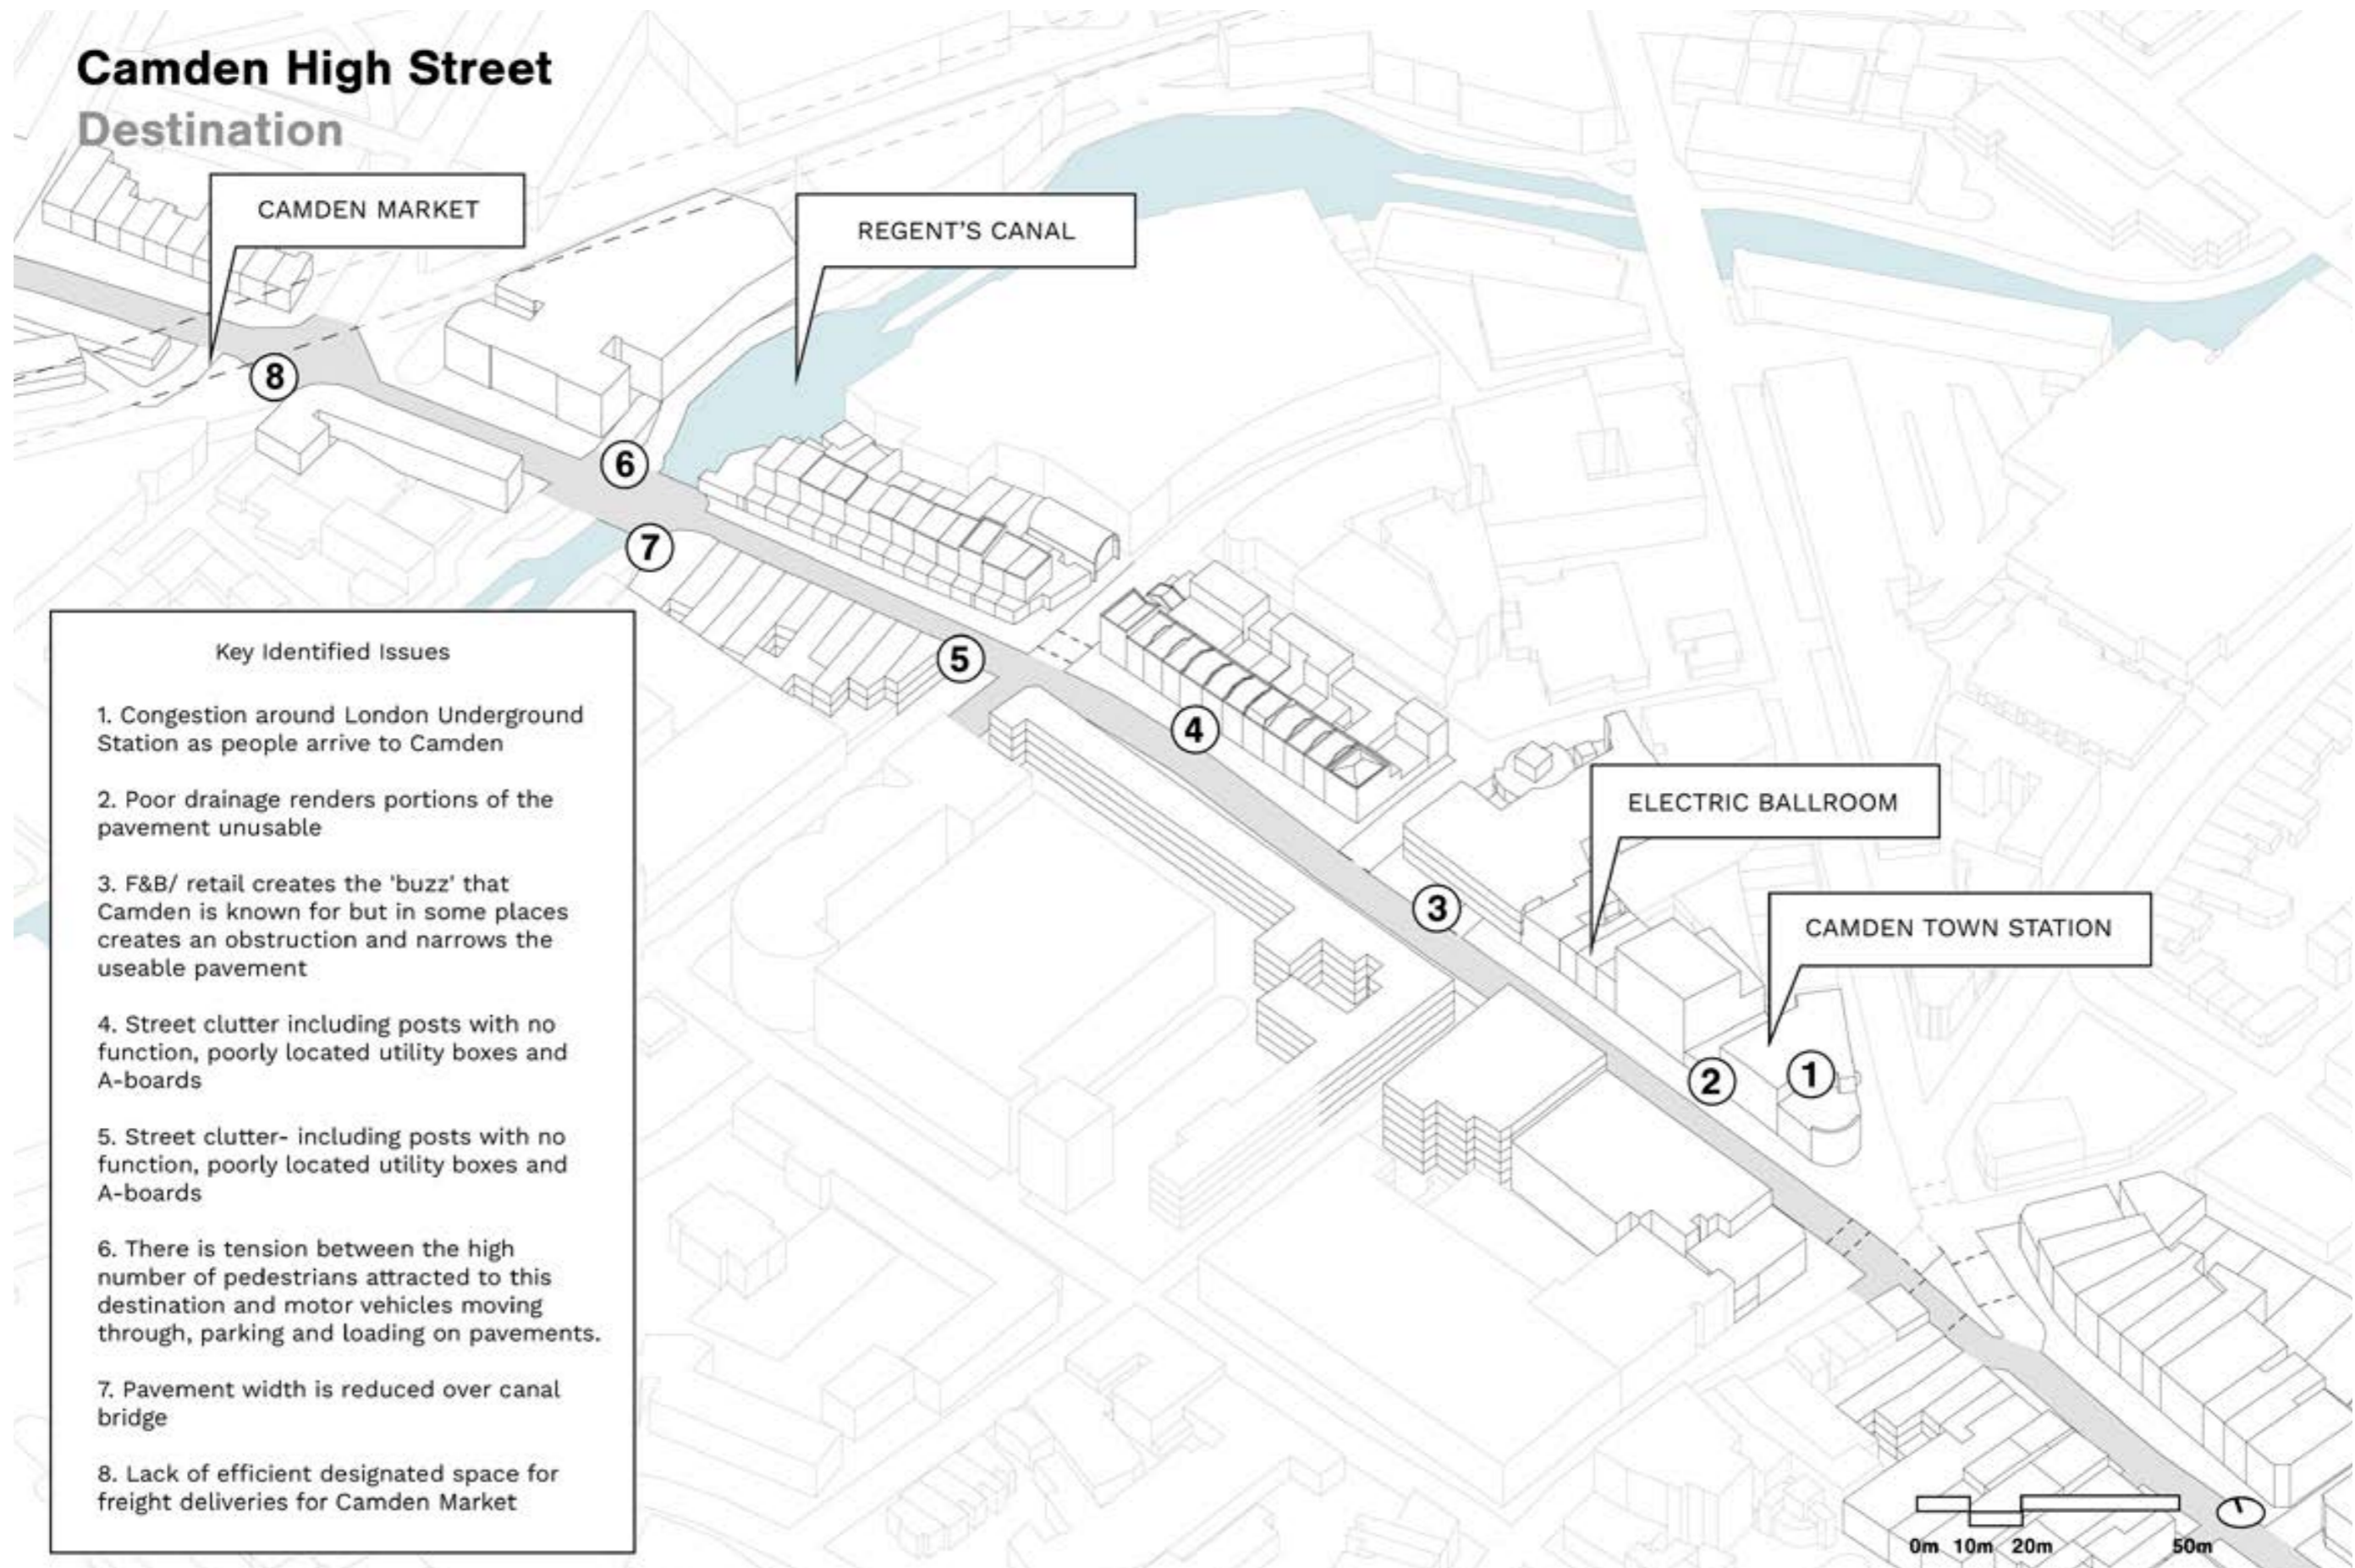 Camden High Street
Destination
CAMDEN MARKET
REGENT'S CANAL
8
6
7
5
4
ELECTRIC BALLROOM
3
CAMDEN TOWN STATION
2
1
Key Identified Issues
1. Congestion around London Underground
Station as people arrive to Camden
2. Poor drainage renders portions of the
pavement unusable
3. F&B/ retail creates the 'buzz' that
Camden is known for but in some places
creates an obstruction and narrows the
useable pavement
4. Street clutter including posts with no
function, poorly located utility boxes and
A-boards
5. Street clutter- including posts with no
function, poorly located utility boxes and
A-boards
6. There is tension between the high
number of pedestrians attracted to this
destination and motor vehicles moving
through, parking and loading on pavements.
7. Pavement width is reduced over canal
bridge
8. Lack of efficient designated space for
freight deliveries for Camden Market
0m 10m 20m 50m